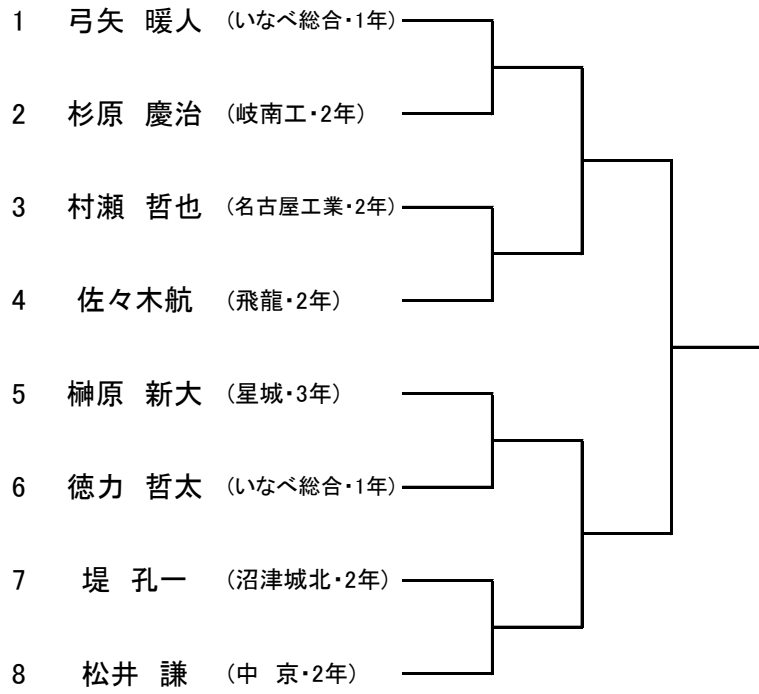 1 弓矢 暖人 (いなべ総合・1年)
2 杉原 慶治 (岐南工・2年)
3 村瀬 哲也 (名古屋工業・2年)
4 佐々木航 (飛龍・2年)
5 榊原 新大 (星城・3年)
6 徳力 哲太 (いなべ総合・1年)
7 堤 孔一 (沼津城北・2年)
8 松井 謙 (中 京・2年)